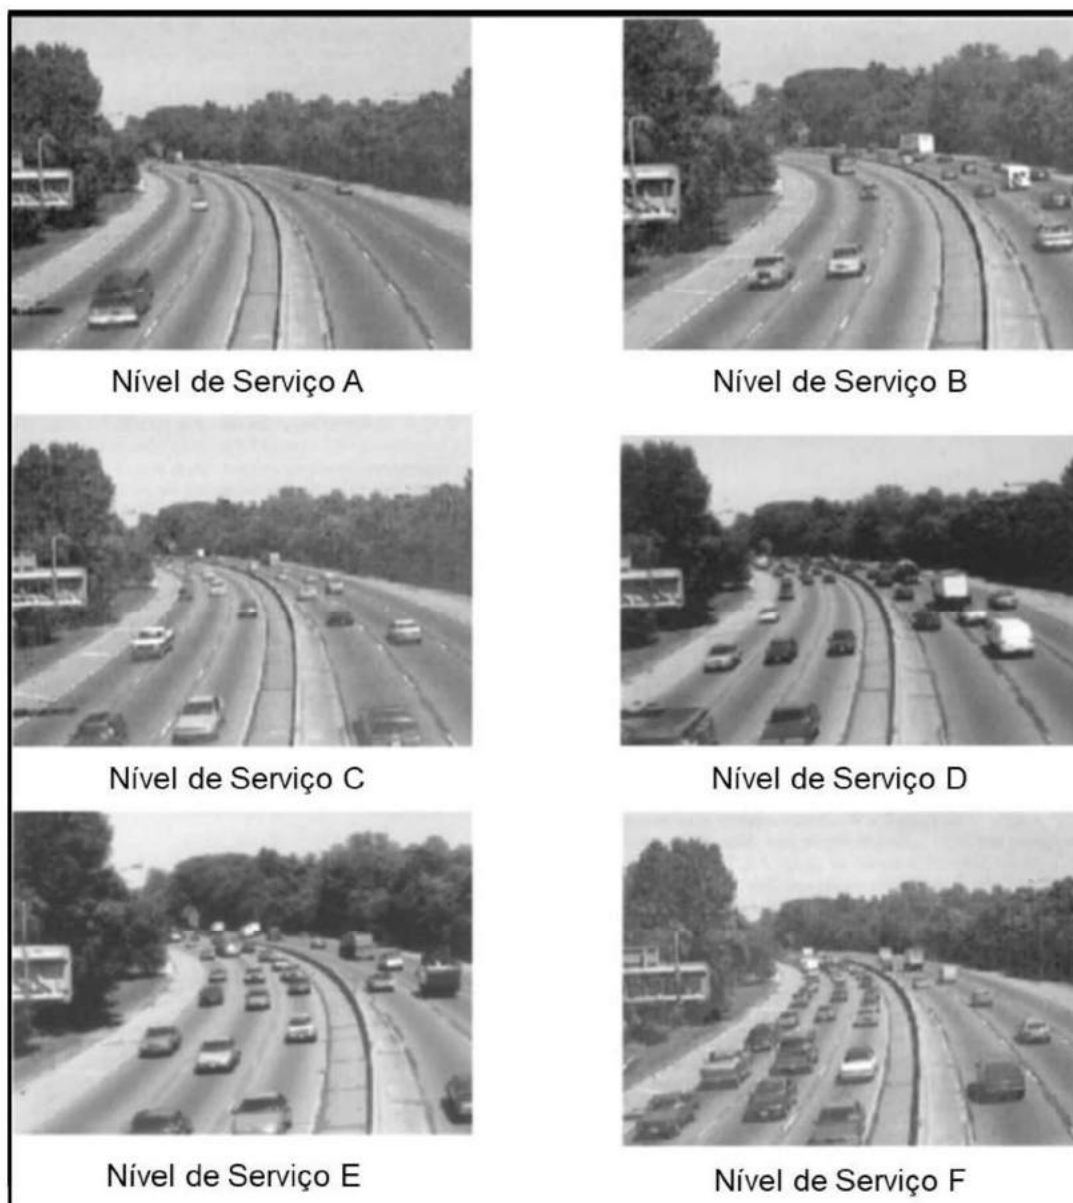 Nível de Serviço A
Nível de Serviço B
Nível de Serviço C
Nível de Serviço D
Nível de Serviço E
Nível de Serviço F